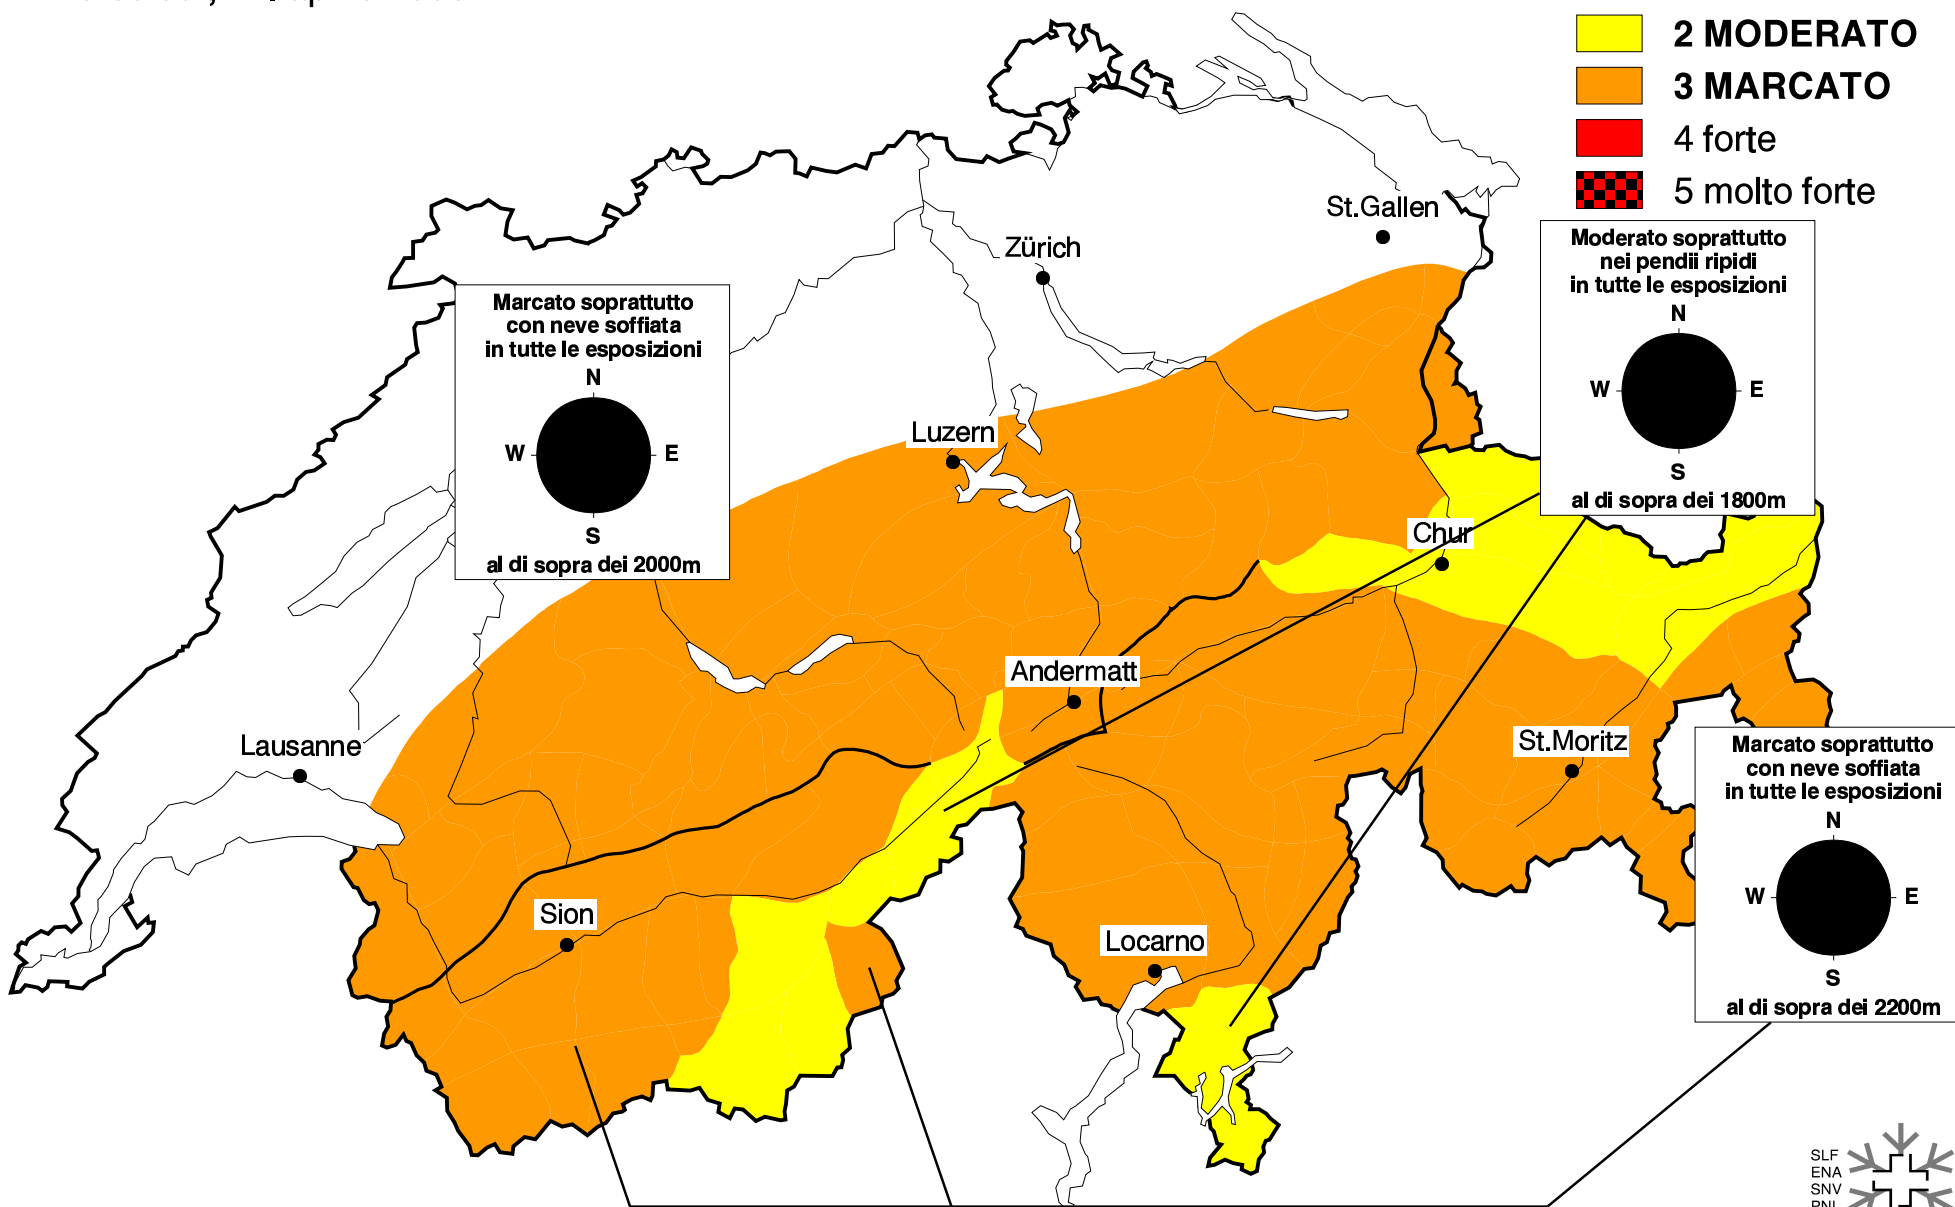 2 MODERATO
3 MARCATO
4 forte
5 molto forte
St.Gallen
Zürich
Moderato soprattutto
nei pendii ripidi
in tutte le esposizioni
N
W E
S
al di sopra dei 1800m
Marcato soprattutto
con neve soffiata
in tutte le esposizioni
N
W E
S
al di sopra dei 2000m
Luzern
Chur
Andermatt
Lausanne
St.Moritz
Sion
Locarno
Marcato soprattutto
con neve soffiata
in tutte le esposizioni
N
W E
S
al di sopra dei 2200m
SLF
ENA
SNV